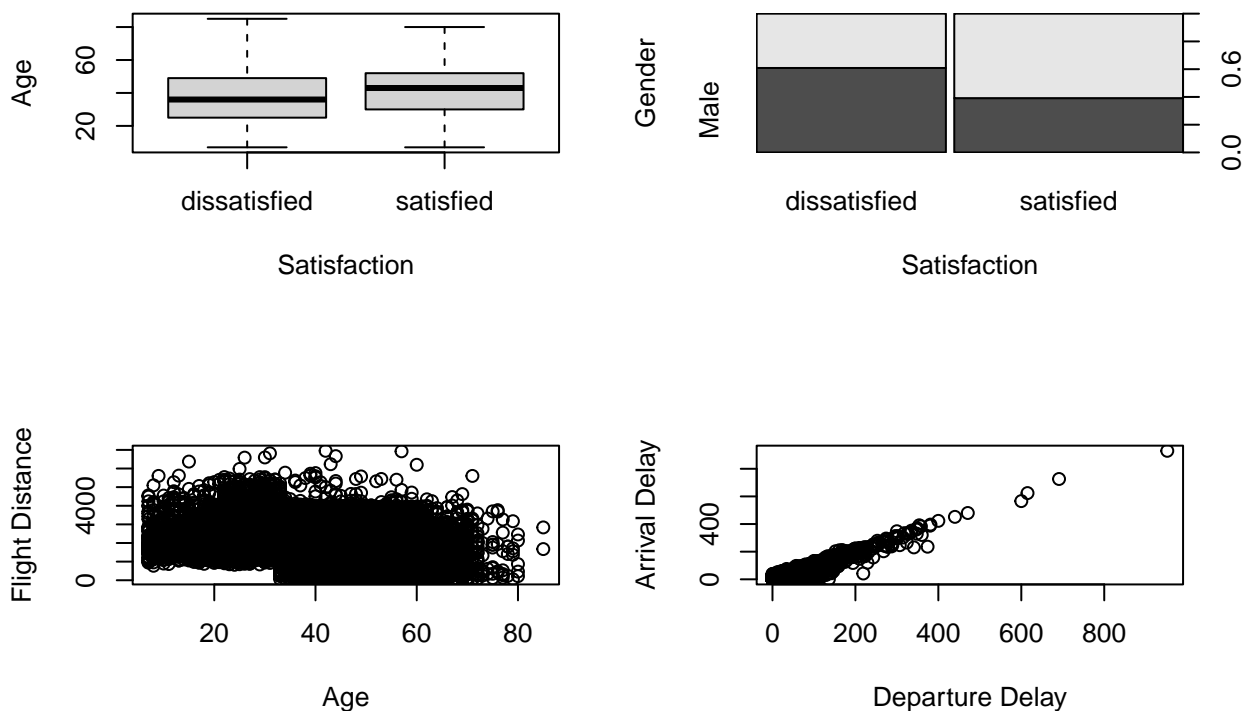 Age
20
60
dissatisfied
satisfied
Satisfaction
Gender
Male
0.0
0.6
dissatisfied
satisfied
Satisfaction
Flight Distance
0
4000
20
40
60
80
Age
Arrival Delay
0
400
0
200
400
600
800
Departure Delay